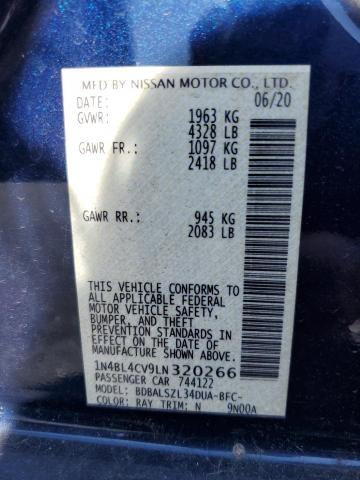 MFD BY NISSAN MOTOR CO., LTD.
DATE: 06/20
GVWR: 1963 KG
4328 LB
GAWR FR.: 1097 KG
2418 LB
GAWR RR.: 945 KG
2083 LB
THIS VEHICLE CONFORMS TO
ALL APPLICABLE FEDERAL
MOTOR VEHICLE SAFETY,
BUMPER, AND THEFT
PREVENTION STANDARDS IN
EFFECT ON THE DATE OF
MANUFACTURE SHOWN ABOVE.
1N4BL4CV9LN320266
PASSENGER CAR 744122
MODEL: BDBALSZL34DUA-BFC-
COLOR: RAY TRIM: N 9N00A